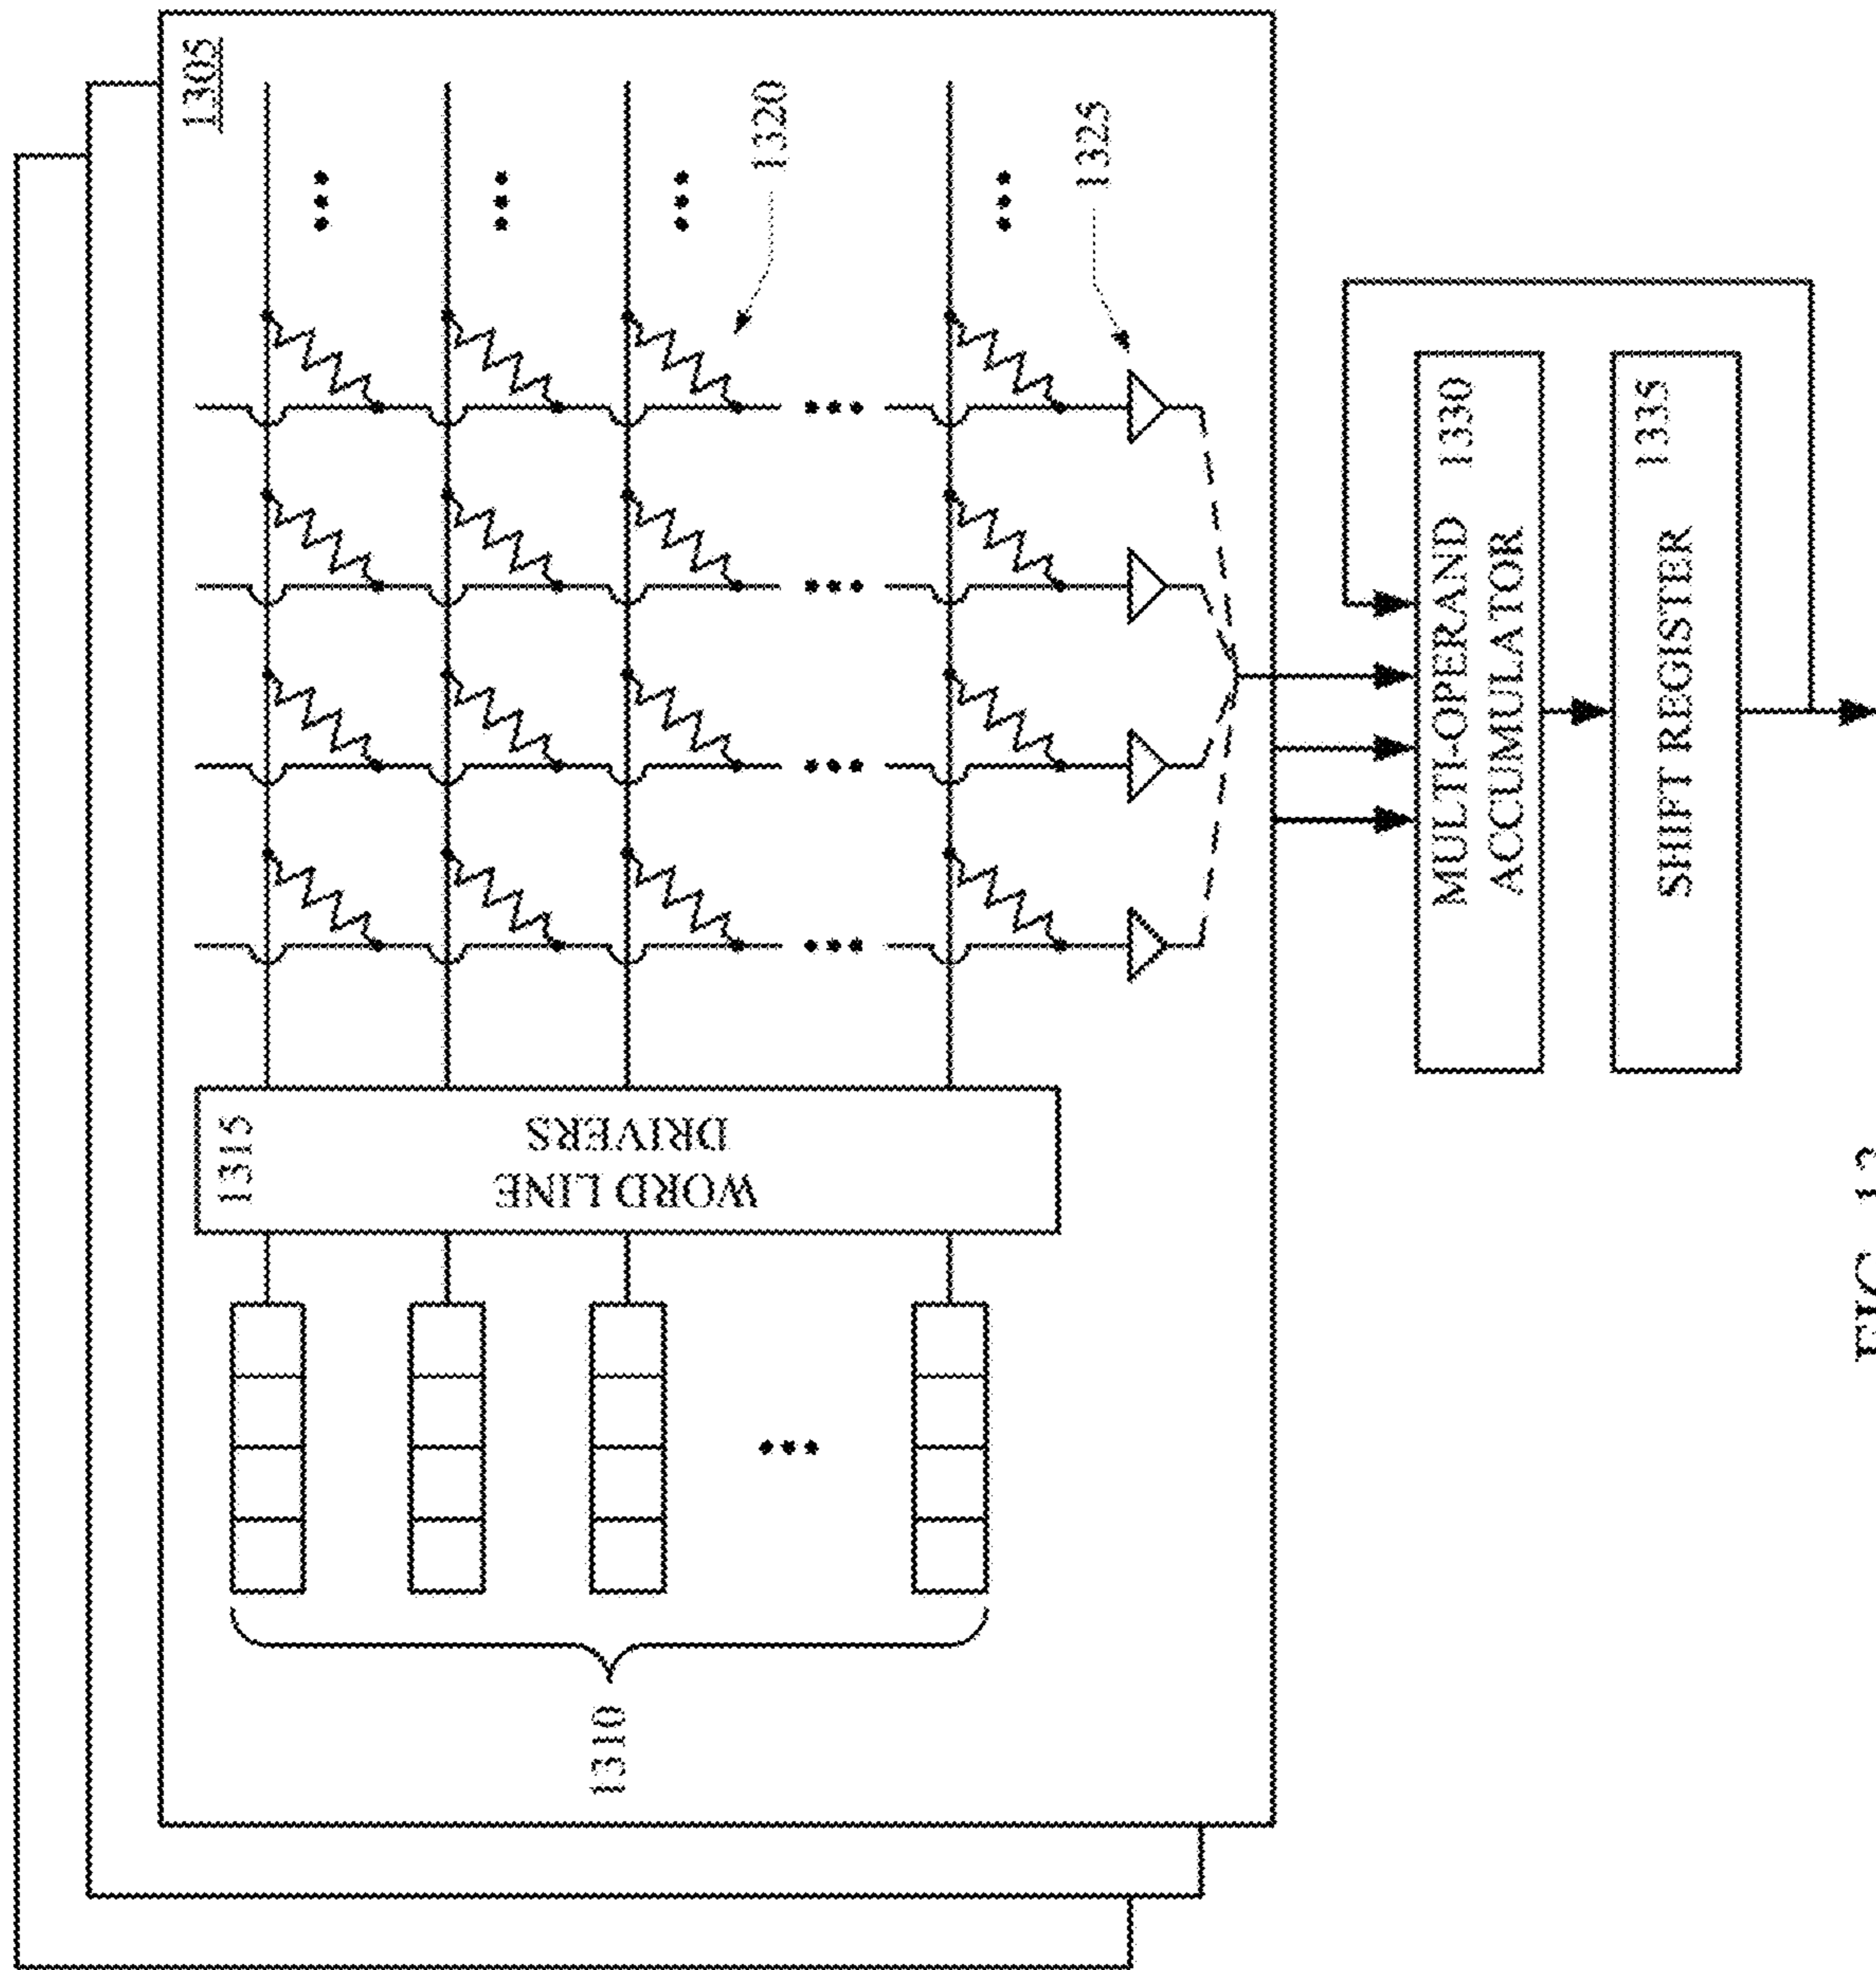 1305
1320
1325
1315
WORD LINE
DRIVERS
1310
MULTI-OPERAND 1330
ACCUMULATOR
1335
SHIFT REGISTER